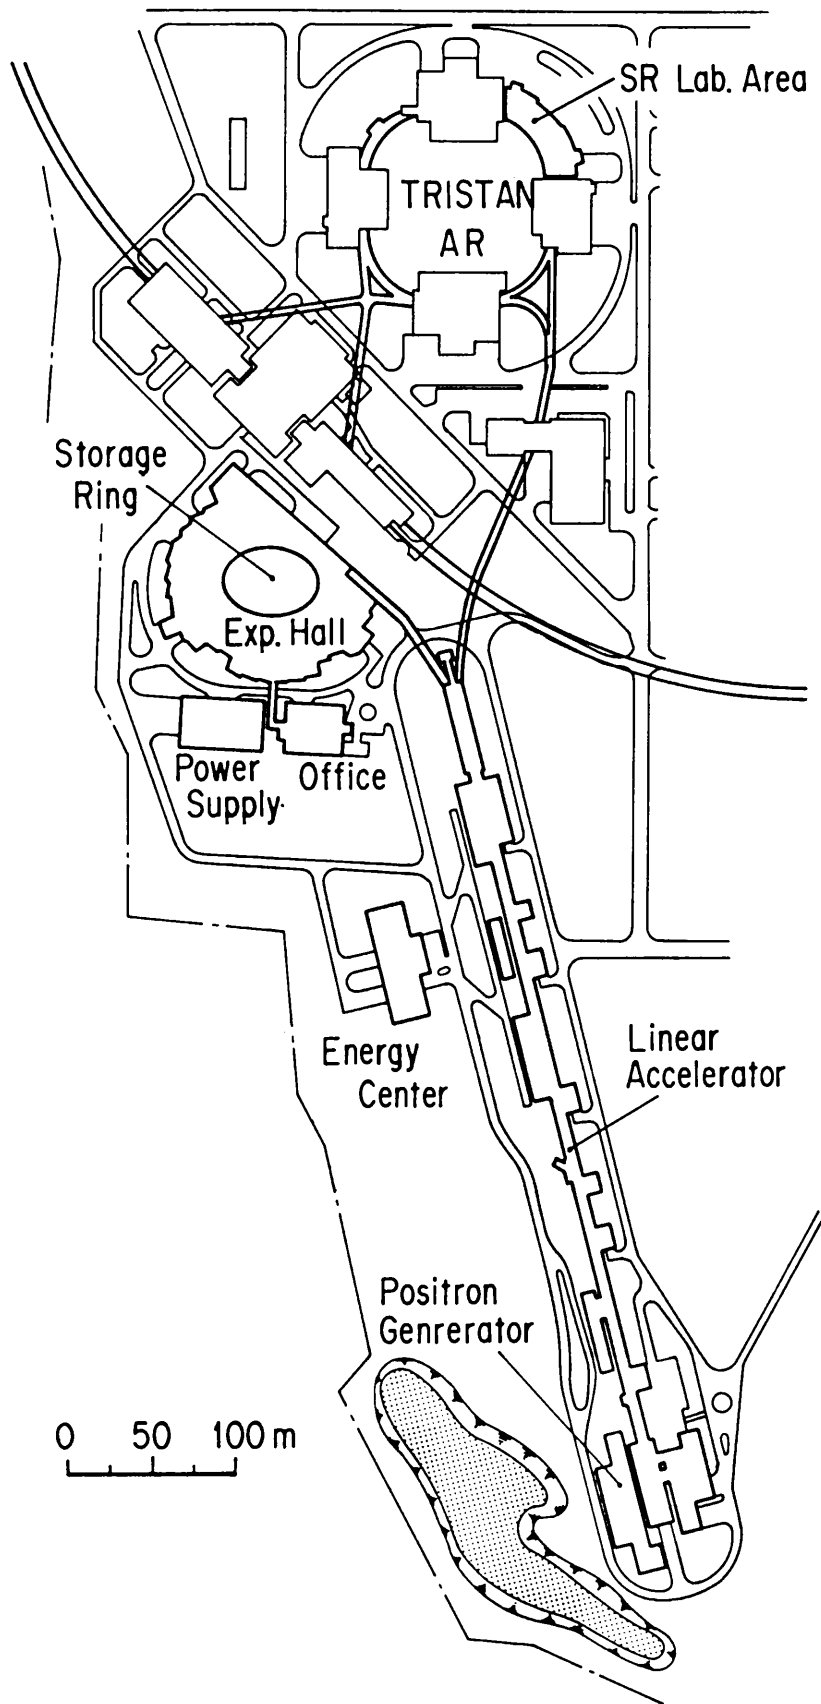 SR Lab. Area
TRISTAN
AR
Storage
Ring
Exp. Hall
Power
Supply
Office
Energy
Center
Linear
Accelerator
Positron
Genrerator
0 50 100 m